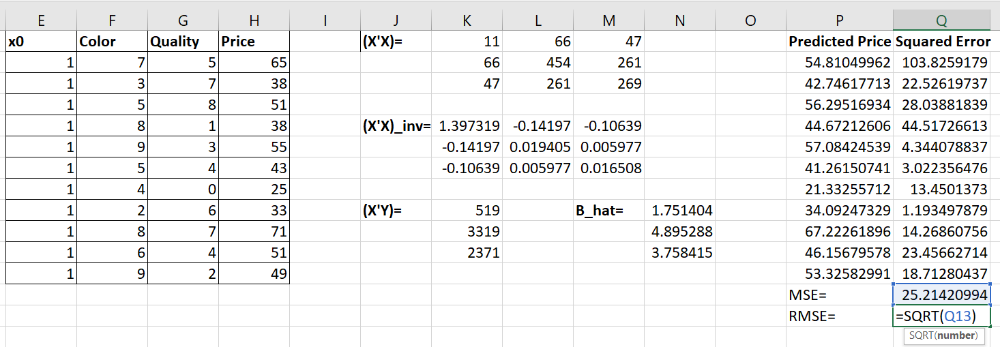 E F G H I J K L M N O P Q
x0 Color Quality Price (X'X)= 11 66 47 Predicted Price Squared Error
1 7 5 65 66 454 261 54.81049962 103.8259179
1 3 7 38 47 261 269 42.74617713 22.52619737
1 5 8 51 56.29516934 28.03881839
1 8 1 38 (X'X)_inv= 1.397319 -0.14197 -0.10639 44.67212606 44.51726613
1 9 3 55 -0.14197 0.019405 0.005977 57.08424539 4.344078837
1 5 4 43 -0.10639 0.005977 0.016508 41.26150741 3.022356476
1 4 0 25 21.33255712 13.4501373
1 2 6 33 (X'Y)= 519 B_hat= 1.751404 34.09247329 1.193497879
1 8 7 71 3319 4.895288 67.22261896 14.26860756
1 6 4 51 2371 3.758415 46.15679578 23.45662714
1 9 2 49 53.32582991 18.71280437
MSE= 25.21420994
RMSE= =SQRT(Q13)
SQRT(number)